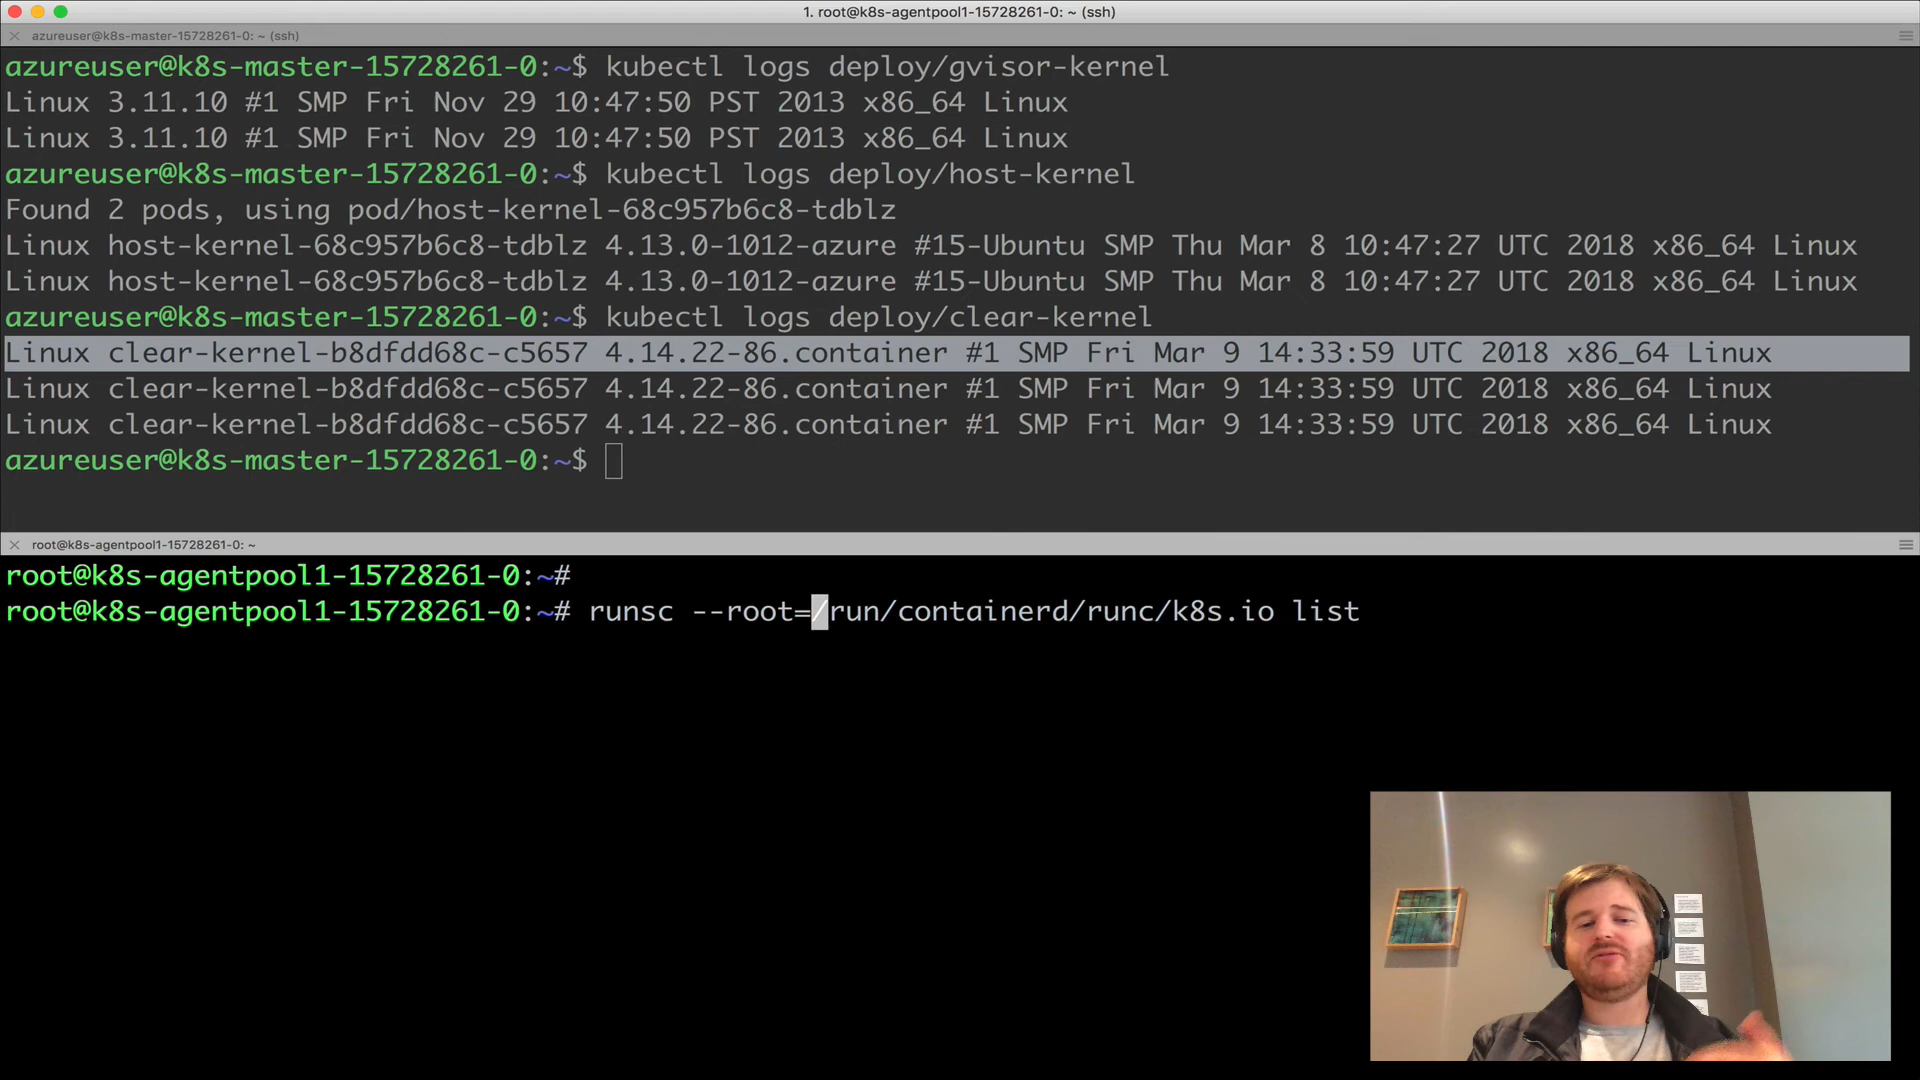 1. root@k8s-agentpool1-15728261-0: ~ (ssh)
azureuser@k8s-master-15728261-0: ~ (ssh)
azureuser@k8s-master-15728261-0:~$ kubectl logs deploy/gvisor-kernel
Linux 3.11.10 #1 SMP Fri Nov 29 10:47:50 PST 2013 x86_64 Linux
Linux 3.11.10 #1 SMP Fri Nov 29 10:47:50 PST 2013 x86_64 Linux
azureuser@k8s-master-15728261-0:~$ kubectl logs deploy/host-kernel
Found 2 pods, using pod/host-kernel-68c957b6c8-tdblz
Linux host-kernel-68c957b6c8-tdblz 4.13.0-1012-azure #15-Ubuntu SMP Thu Mar 8 10:47:27 UTC 2018 x86_64 Linux
Linux host-kernel-68c957b6c8-tdblz 4.13.0-1012-azure #15-Ubuntu SMP Thu Mar 8 10:47:27 UTC 2018 x86_64 Linux
azureuser@k8s-master-15728261-0:~$ kubectl logs deploy/clear-kernel
Linux clear-kernel-b8dfdd68c-c5657 4.14.22-86.container #1 SMP Fri Mar 9 14:33:59 UTC 2018 x86_64 Linux
Linux clear-kernel-b8dfdd68c-c5657 4.14.22-86.container #1 SMP Fri Mar 9 14:33:59 UTC 2018 x86_64 Linux
Linux clear-kernel-b8dfdd68c-c5657 4.14.22-86.container #1 SMP Fri Mar 9 14:33:59 UTC 2018 x86_64 Linux
azureuser@k8s-master-15728261-0:~$
root@k8s-agentpool1-15728261-0: ~
root@k8s-agentpool1-15728261-0:~#
root@k8s-agentpool1-15728261-0:~# runsc --root=/run/containerd/runc/k8s.io list